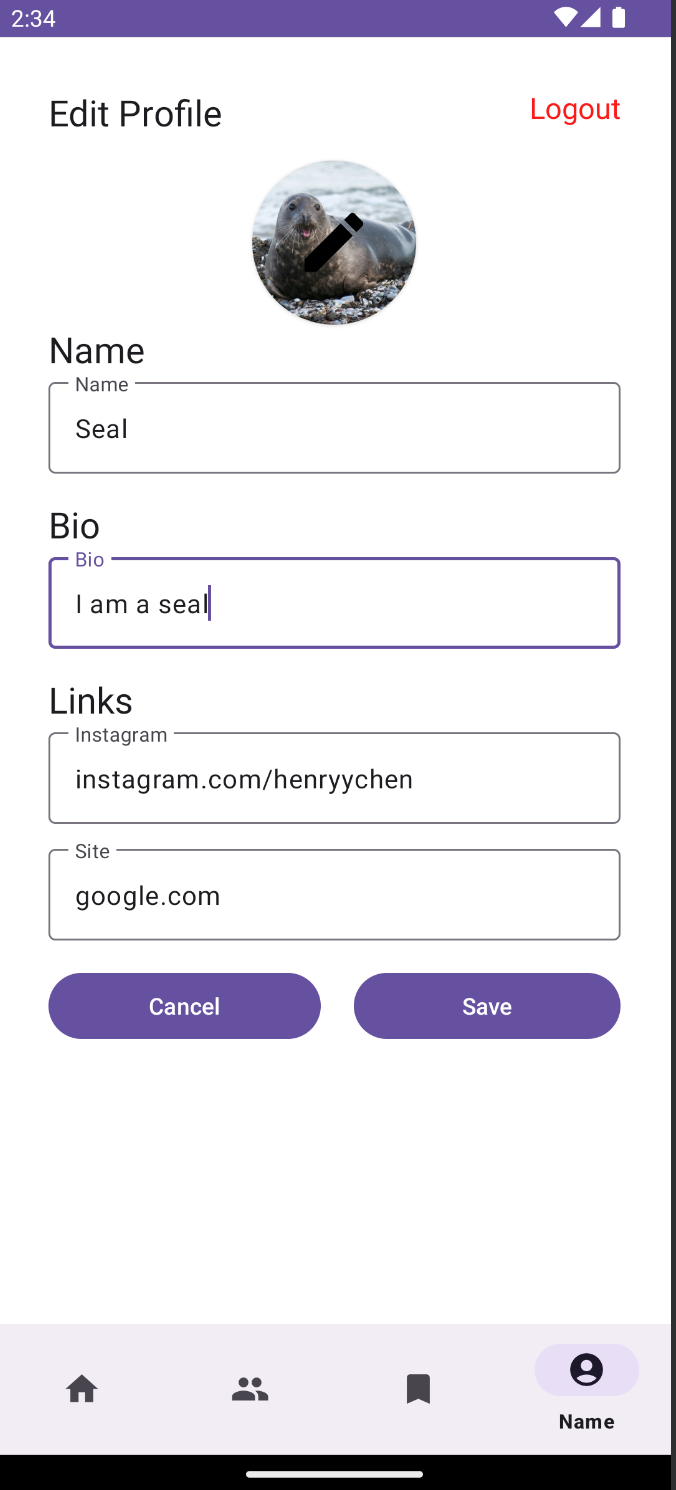 2:34
Edit Profile
Logout
Name
Name
Seal
Bio
Bio
I am a seal
Links
Instagram
instagram.com/henryychen
Site
google.com
Cancel
Save
Name